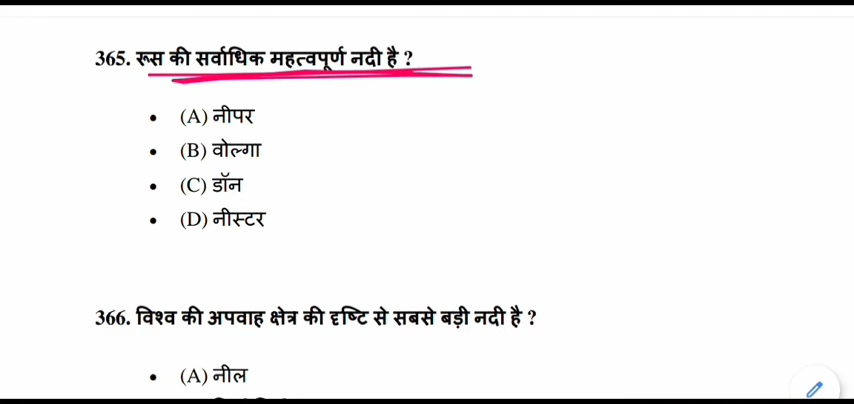 365. रूस की सर्वाधिक महत्वपूर्ण नदी है ?
• (A) नीपर
• (B) वोल्गा
• (C) डॉन
• (D) नीस्टर
366. विश्व की अपवाह क्षेत्र की दृष्टि से सबसे बड़ी नदी है ?
• (A) नील